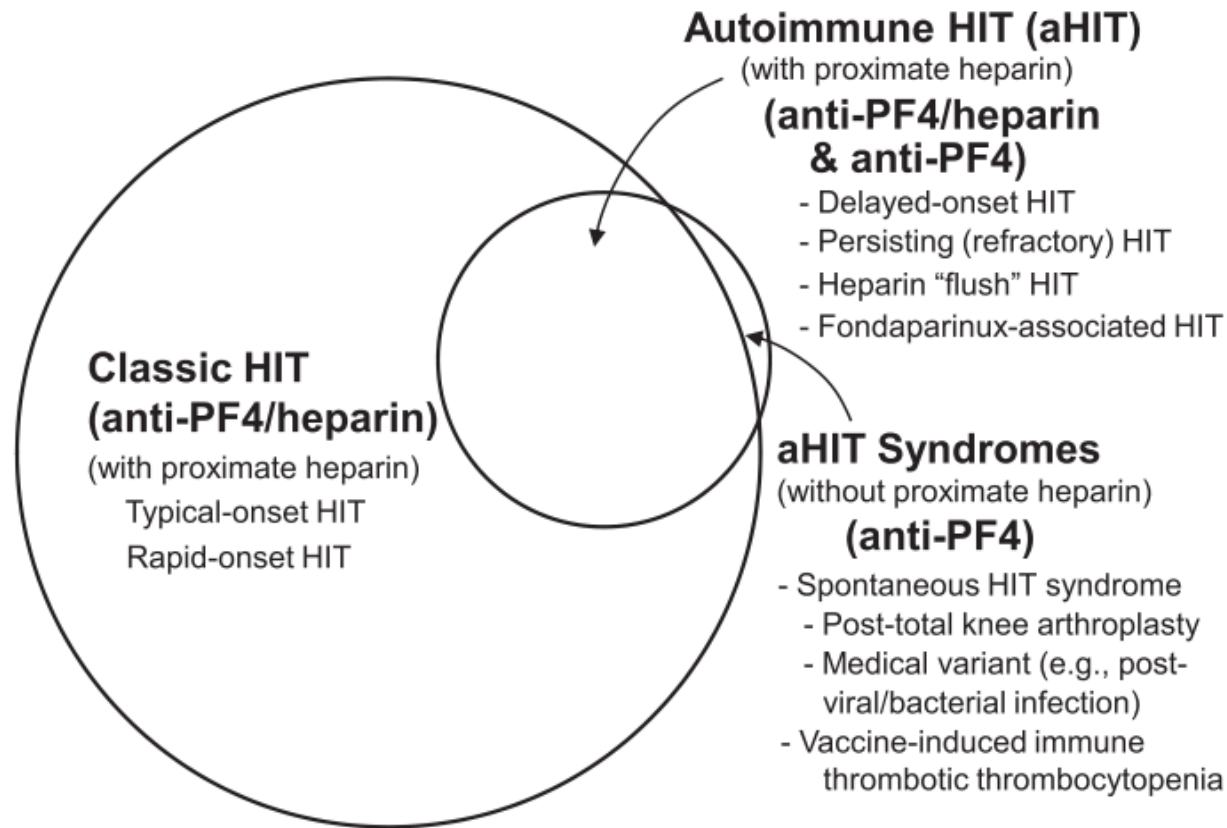 Autoimmune HIT (aHIT)
(with proximate heparin)
(anti-PF4/heparin
& anti-PF4)
- Delayed-onset HIT
- Persisting (refractory) HIT
- Heparin “flush” HIT
- Fondaparinux-associated HIT
Classic HIT
(anti-PF4/heparin)
(with proximate heparin)
Typical-onset HIT
Rapid-onset HIT
aHIT Syndromes
(without proximate heparin)
(anti-PF4)
- Spontaneous HIT syndrome
- Post-total knee arthroplasty
- Medical variant (e.g., post-
viral/bacterial infection)
- Vaccine-induced immune
thrombotic thrombocytopenia